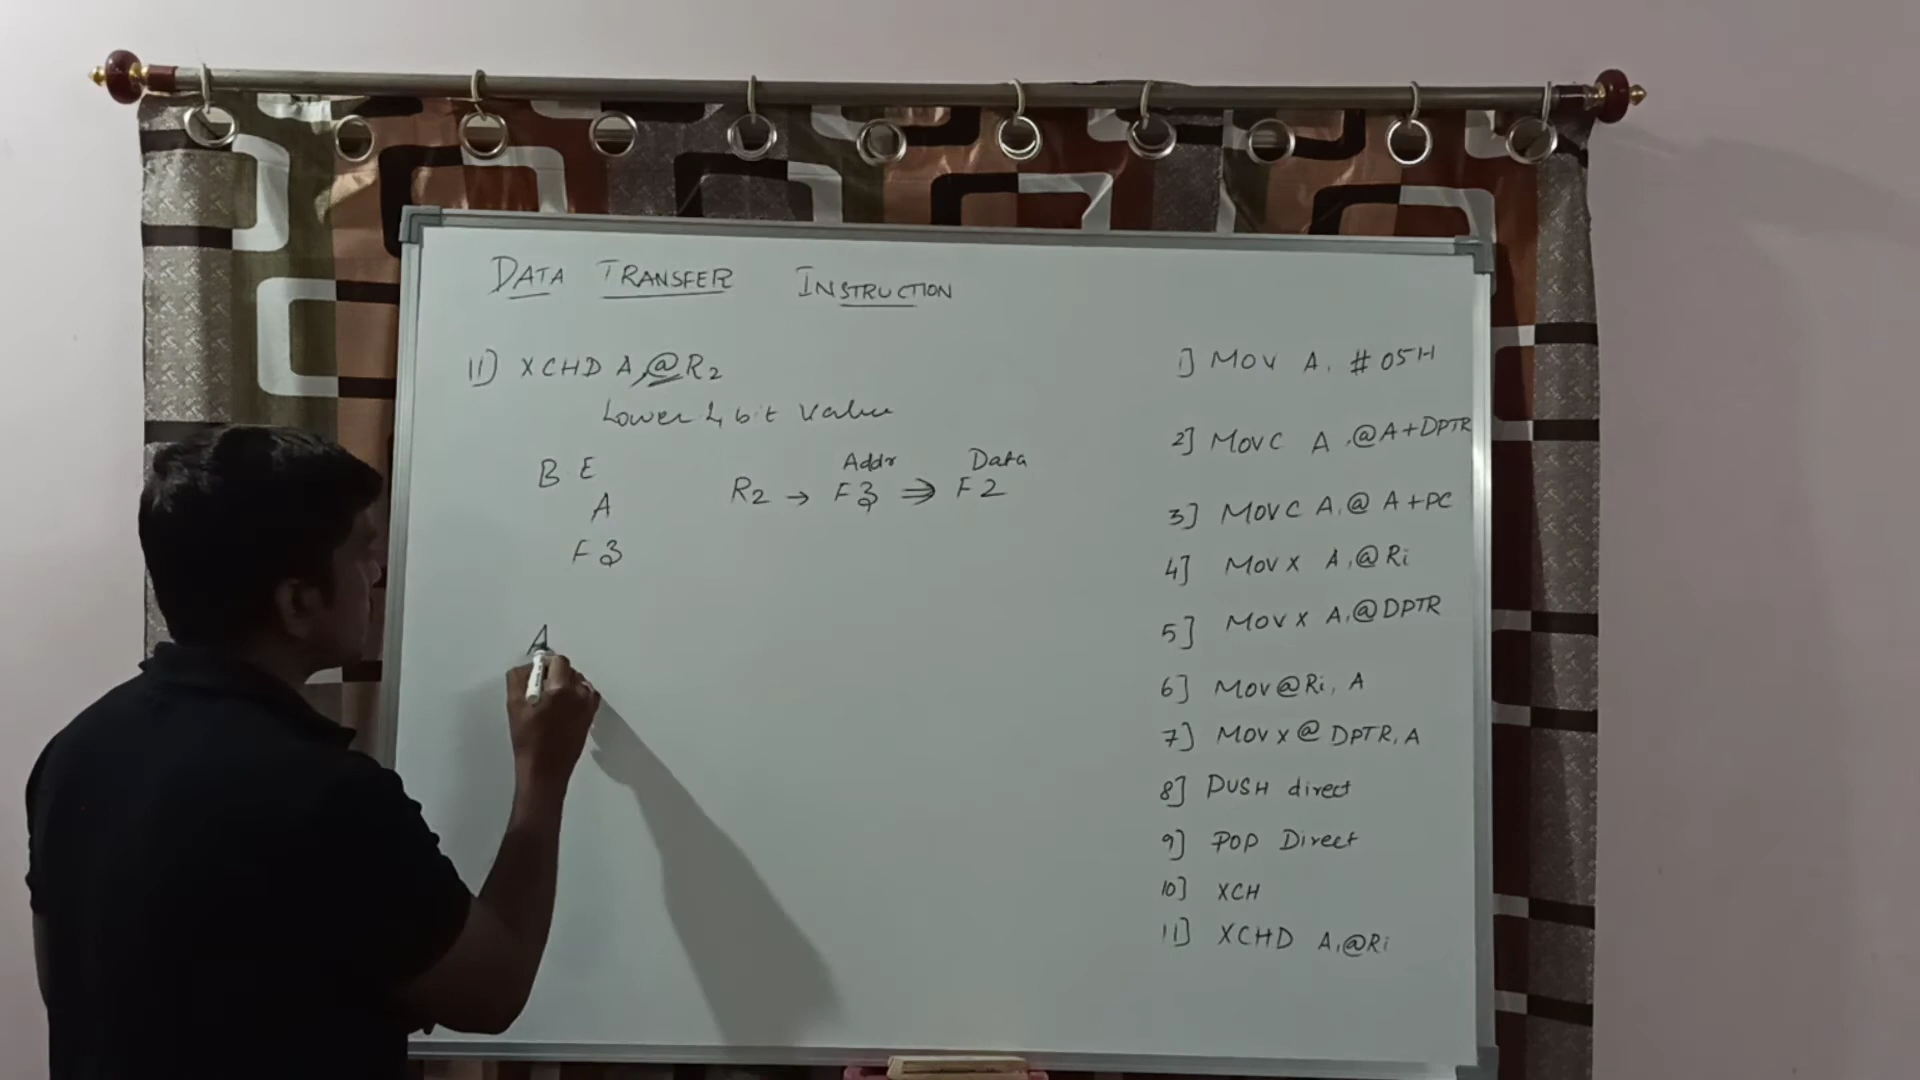 DATA TRANSFER INSTRUCTION
11] XCHD A,@R2
Lower 4 bit value
B E
A
F3
Addr Data
R2 → F3 ⇒ F2
A
1] MOV A, #05H
2] MOVC A,@A+DPTR
3] MOVC A,@A+PC
4] MOVX A,@Ri
5] MOVX A,@DPTR
6] MOV@Ri, A
7] MOVX@DPTR,A
8] PUSH direct
9] POP Direct
10] XCH
11] XCHD A,@Ri